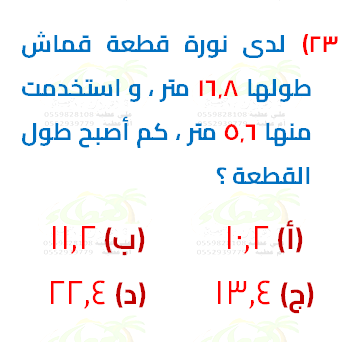 ٢٣) لدى نورة قطعة قماش
طولها ١٦,٨ متر ، و استخدمت
منها ٥,٦ متر ، كم أصبح طول
القطعة ؟
(أ) ١٠,٢ (ب) ١١,٢
(ج) ١٣,٤ (د) ٢٢,٤